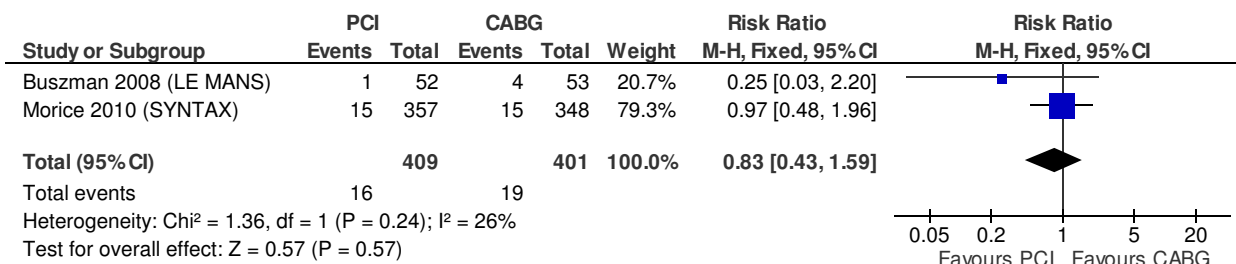 PCI CABG Risk Ratio Risk Ratio
Study or Subgroup Events Total Events Total Weight M-H, Fixed, 95% CI M-H, Fixed, 95% CI
Buszman 2008 (LE MANS) 1 52 4 53 20.7% 0.25 [0.03, 2.20]
Morice 2010 (SYNTAX) 15 357 15 348 79.3% 0.97 [0.48, 1.96]
Total (95% CI) 409 401 100.0% 0.83 [0.43, 1.59]
Total events 16 19
Heterogeneity: Chi² = 1.36, df = 1 (P = 0.24); I² = 26%
Test for overall effect: Z = 0.57 (P = 0.57)
0.05 0.2 1 5 20
Favours PCI Favours CABG